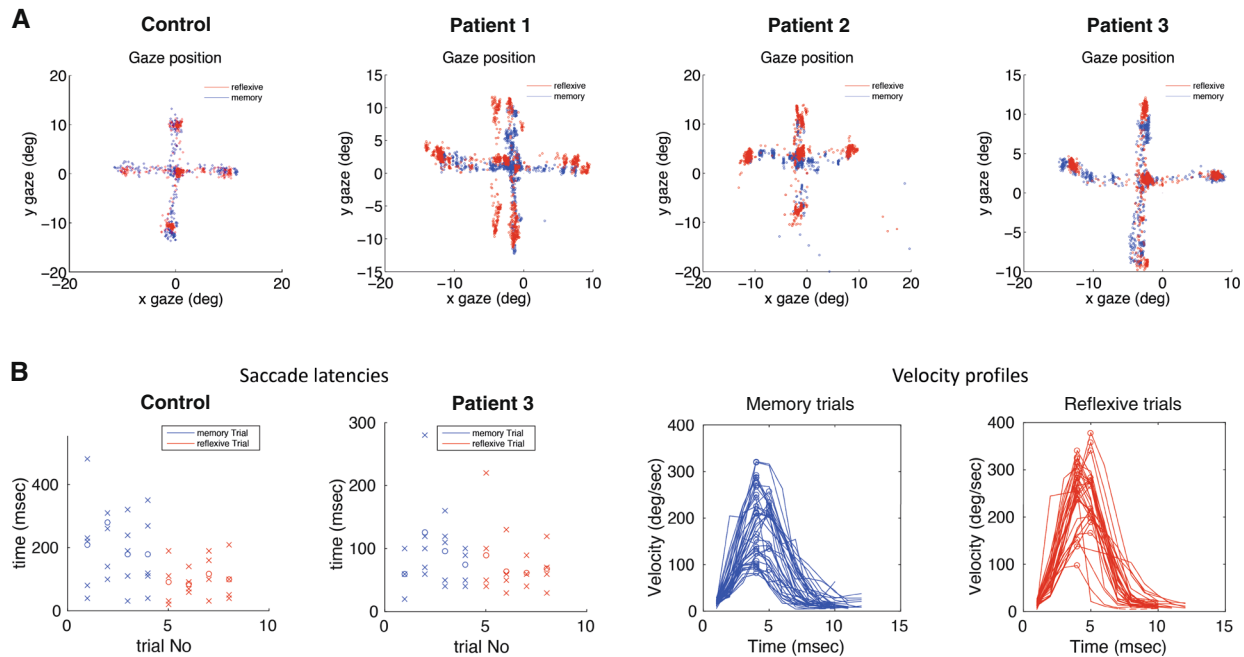 A
Control
Patient 1
Patient 2
Patient 3
Gaze position
reflexive
memory
20
10
0
−10
−20
−20
0
20
y gaze (deg)
x gaze (deg)
Gaze position
reflexive
memory
15
10
5
0
−5
−10
−15
−20
−10
0
10
y gaze (deg)
x gaze (deg)
Gaze position
reflexive
memory
20
15
10
5
0
−5
−10
−15
−20
−20
−10
0
10
20
y gaze (deg)
x gaze (deg)
Gaze position
reflexive
memory
15
10
5
0
−5
−10
−20
−10
0
10
y gaze (deg)
x gaze (deg)
B
Saccade latencies
Velocity profiles
Control
memory Trial
reflexive Trial
400
200
0
0
5
10
time (msec)
trial No
Patient 3
memory Trial
reflexive Trial
300
200
100
0
0
5
10
time (msec)
trial No
Memory trials
400
300
200
100
0
0
5
10
15
Velocity (deg/sec)
Time (msec)
Reflexive trials
400
300
200
100
0
0
5
10
15
Velocity (deg/sec)
Time (msec)